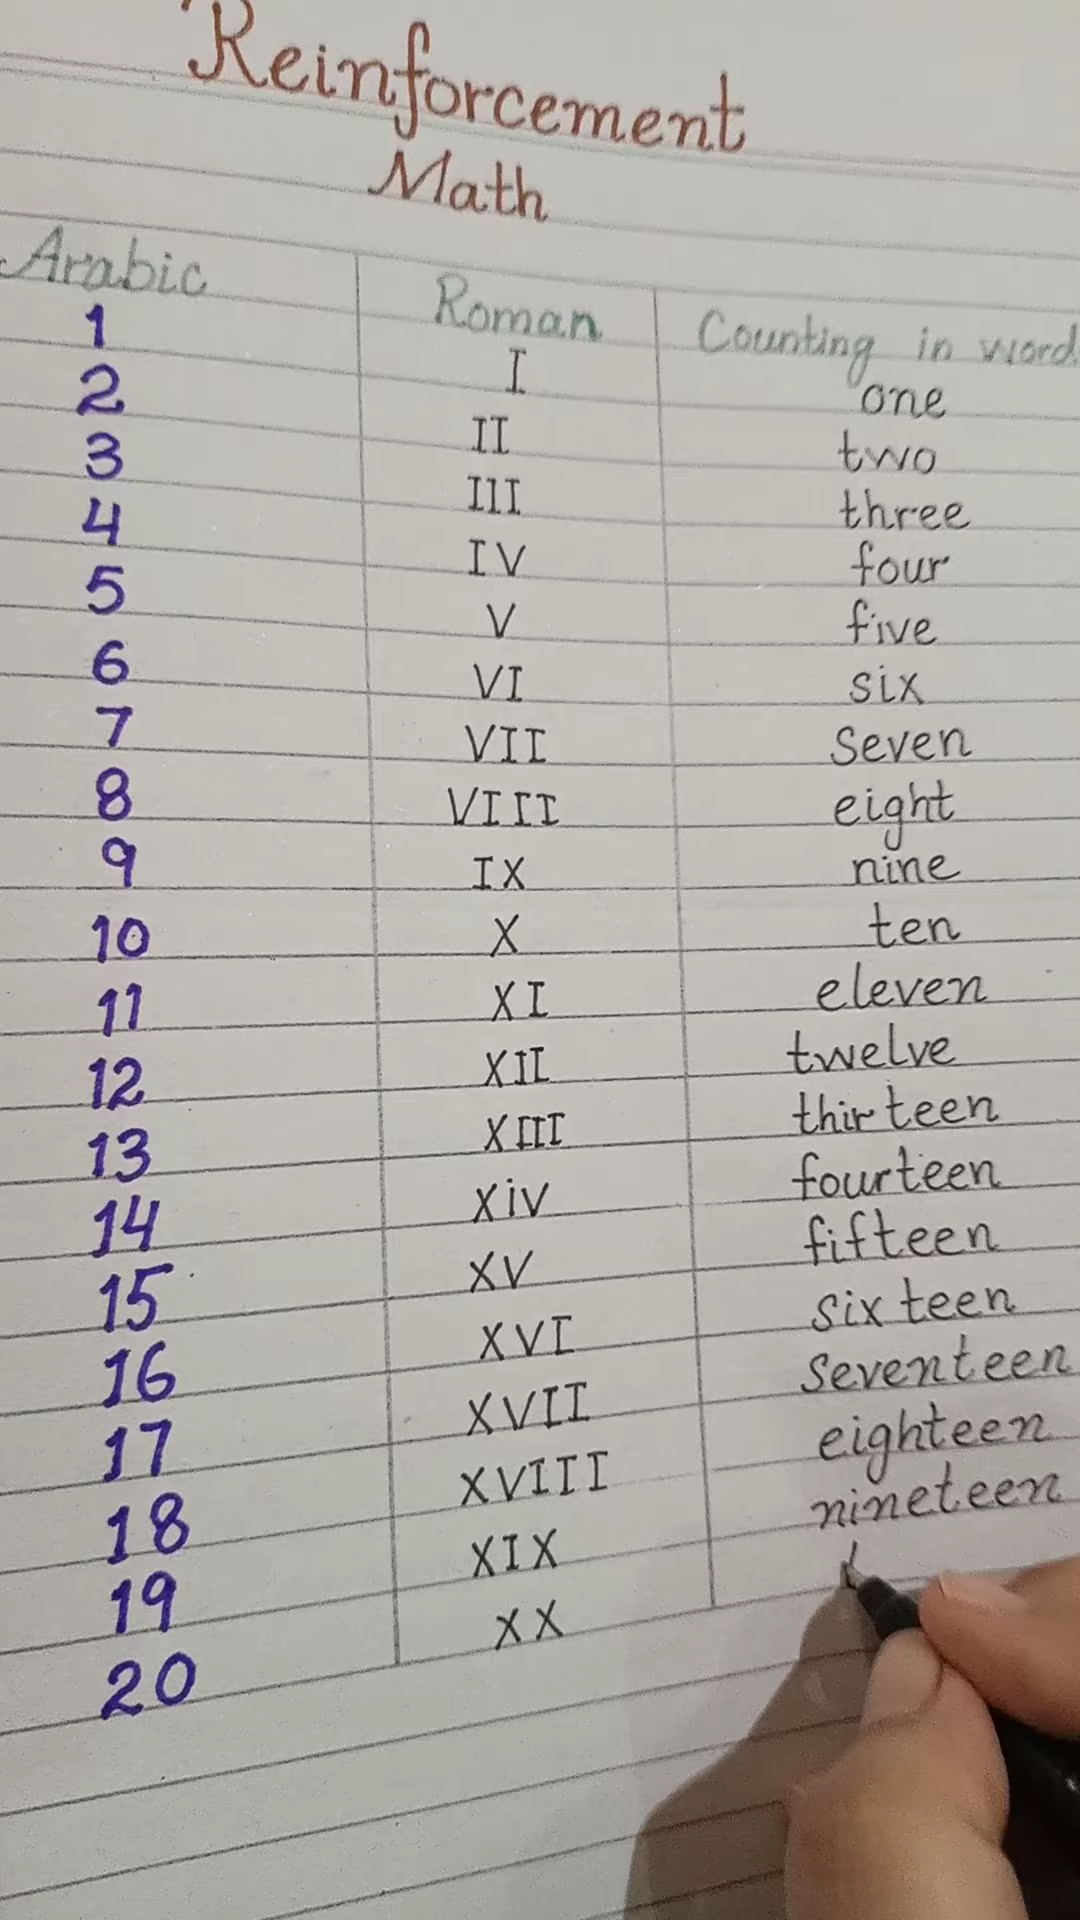 Reinforcement
Math
Arabic Roman Counting in word
1 I one
2 II two
3 III three
4 IV four
5 V five
6 VI six
7 VII seven
8 VIII eight
9 IX nine
10 X ten
11 XI eleven
12 XII twelve
13 XIII thirteen
14 xiv fourteen
15 XV fifteen
16 XVI sixteen
17 XVII seventeen
18 XVIII eighteen
19 XIX nineteen
20 XX t